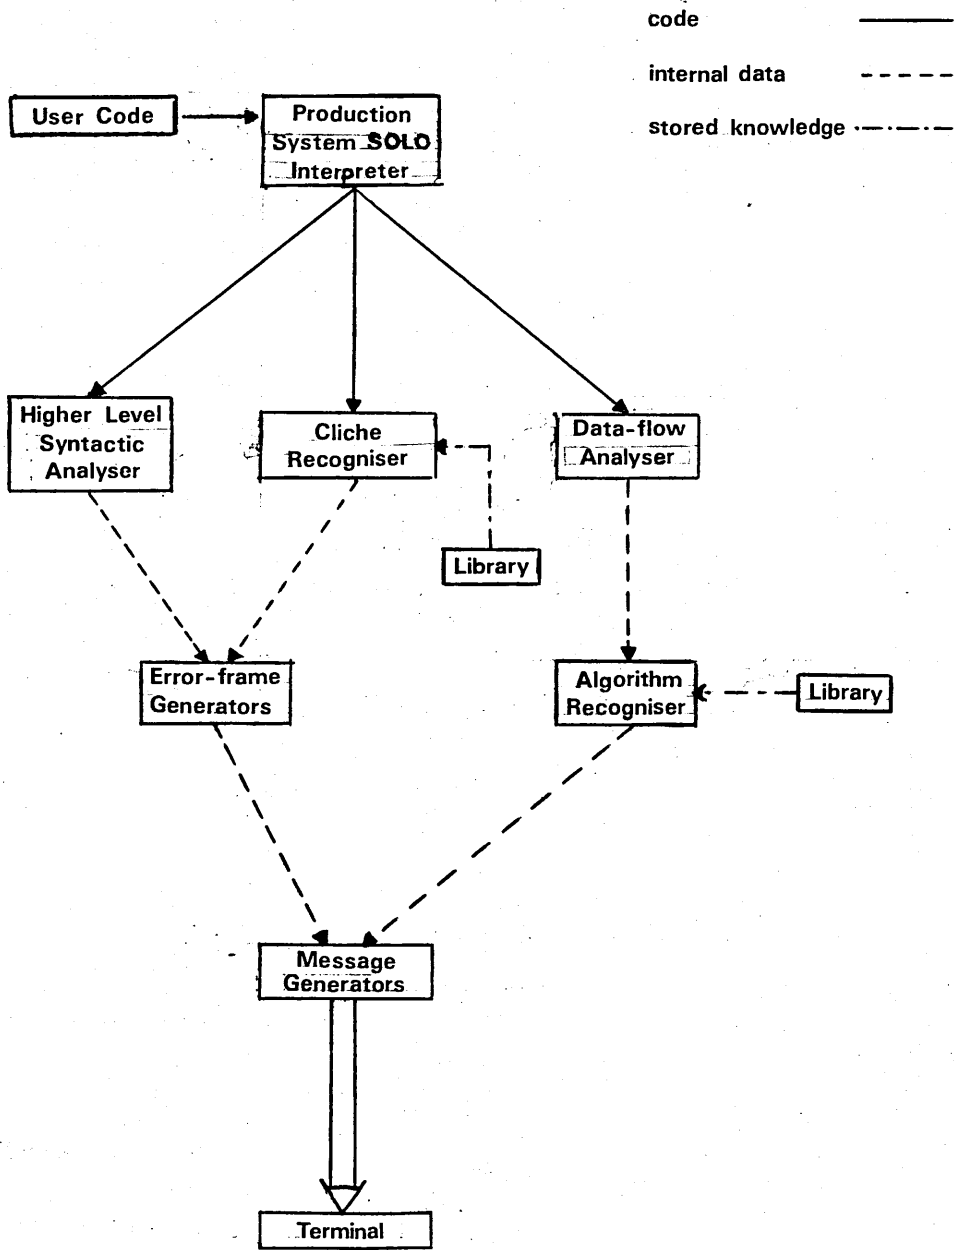 code
internal data
stored knowledge
User Code
Production
System SOLO
Interpreter
Higher Level
Syntactic
Analyser
Cliche
Recogniser
Data-flow
Analyser
Library
Error-frame
Generators
Algorithm
Recogniser
Library
Message
Generators
Terminal